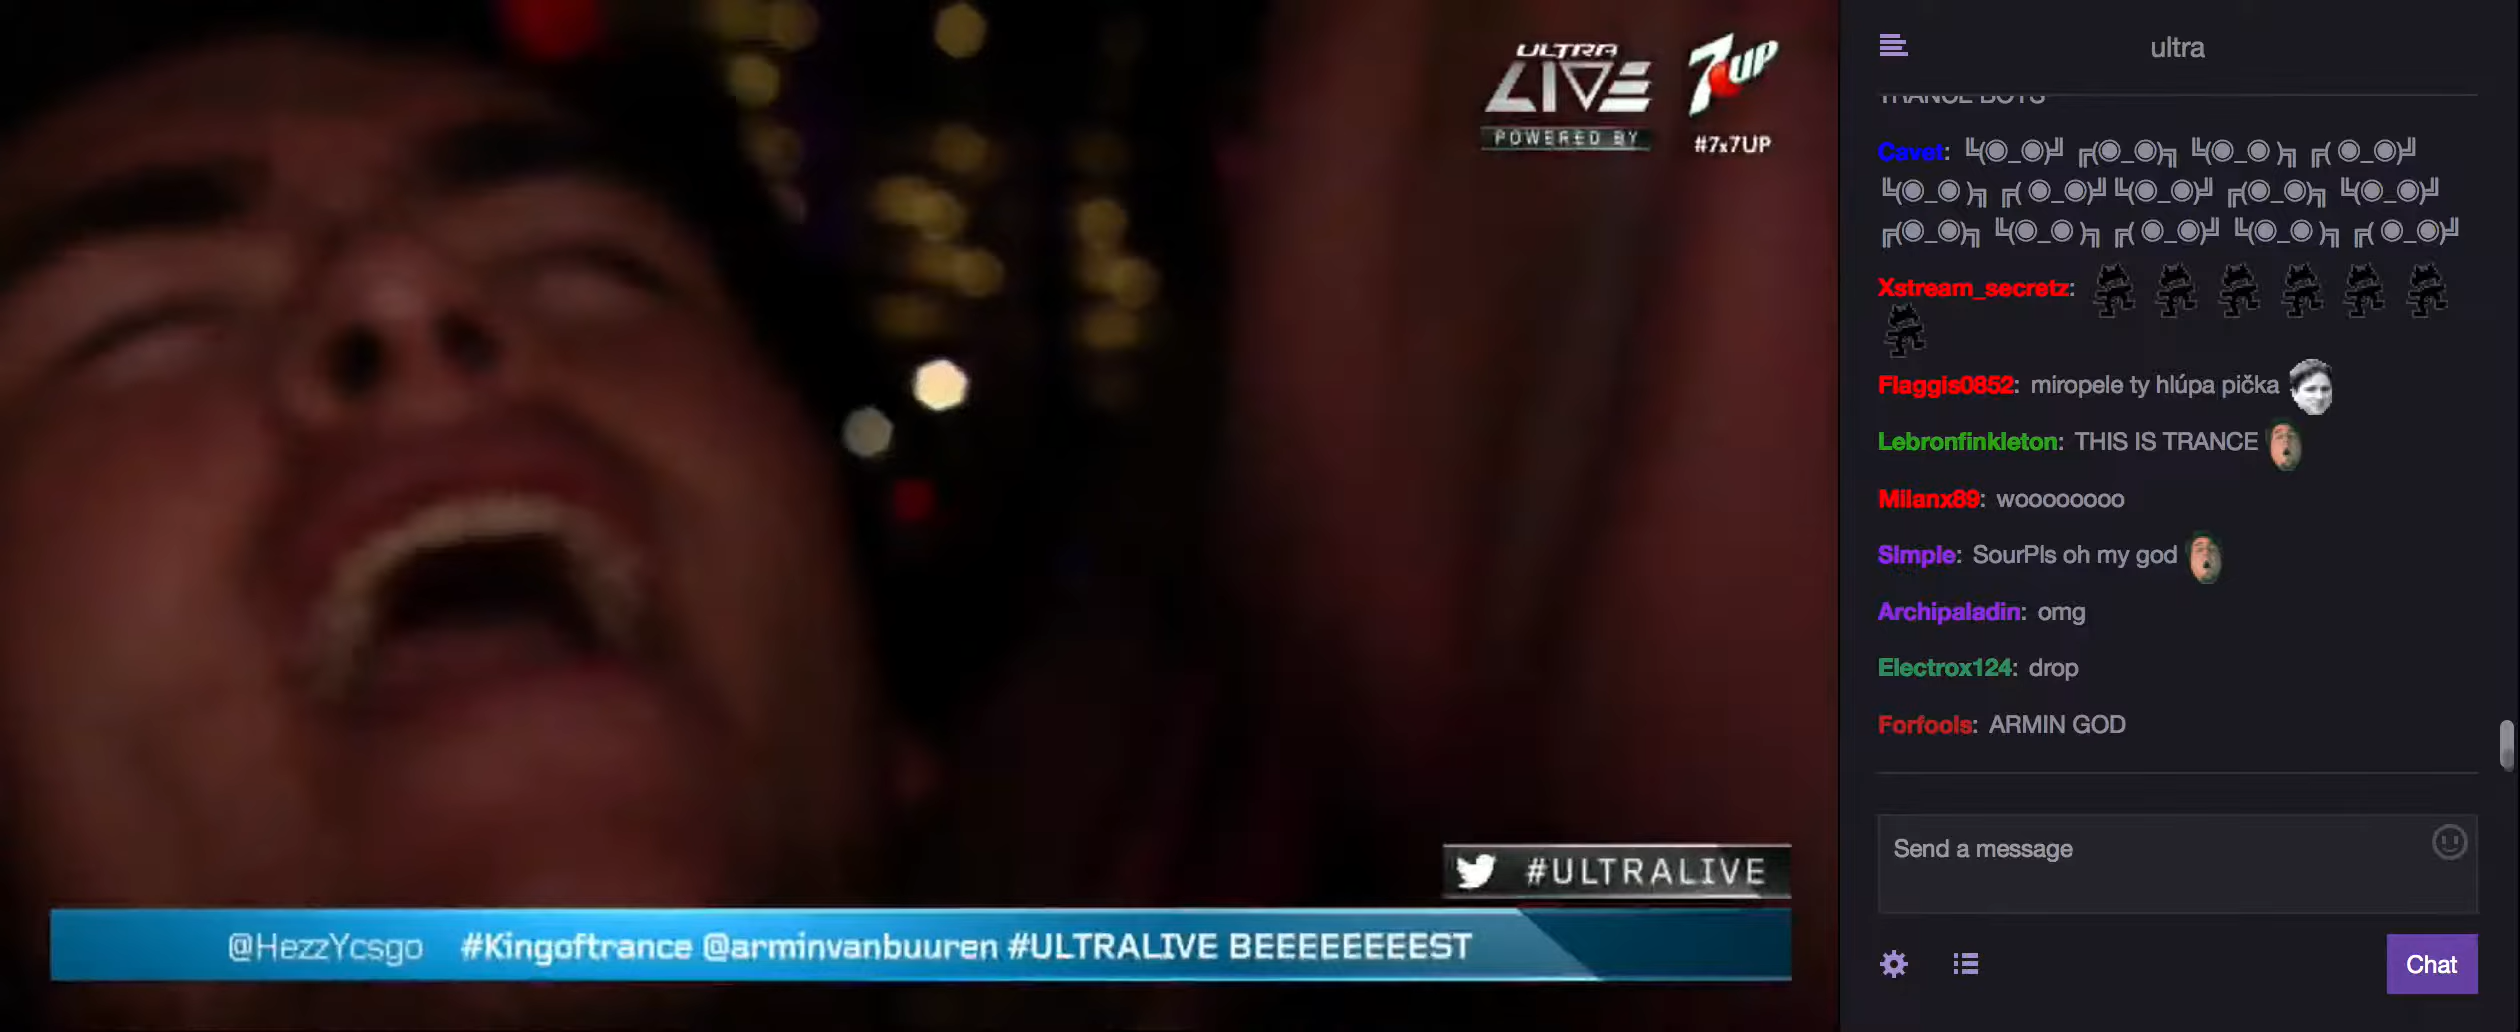 ULTRA
LIVE
POWERED BY
7UP
#7x7UP
#ULTRALIVE
@HezzYcsgo #Kingoftrance @arminvanbuuren #ULTRALIVE BEEEEEEEEST
ultra
TRANCE BOYS
Cavet: ╚(◉_◉)╝ ╔(◉_◉)╗ ╚(◉_◉ )╗ ╔( ◉_◉)╝
╚(◉_◉ )╗ ╔( ◉_◉)╝╚(◉_◉)╝ ╔(◉_◉)╗ ╚(◉_◉)╝
╔(◉_◉)╗ ╚(◉_◉ )╗ ╔( ◉_◉)╝ ╚(◉_◉ )╗ ╔( ◉_◉)╝
Xstream_secretz:
Flaggis0852: miropele ty hlúpa pička
Lebronfinkleton: THIS IS TRANCE
Milanx89: woooooooo
Simple: SourPls oh my god
Archipaladin: omg
Electrox124: drop
Forfools: ARMIN GOD
Send a message
Chat